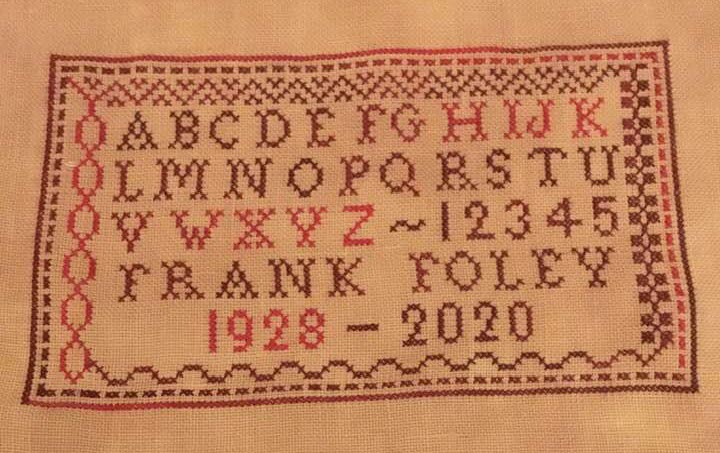 ABCDEFGHIJK
LMNOPQRSTU
VWXYZ~12345
FRANK FOLEY
1928 - 2020